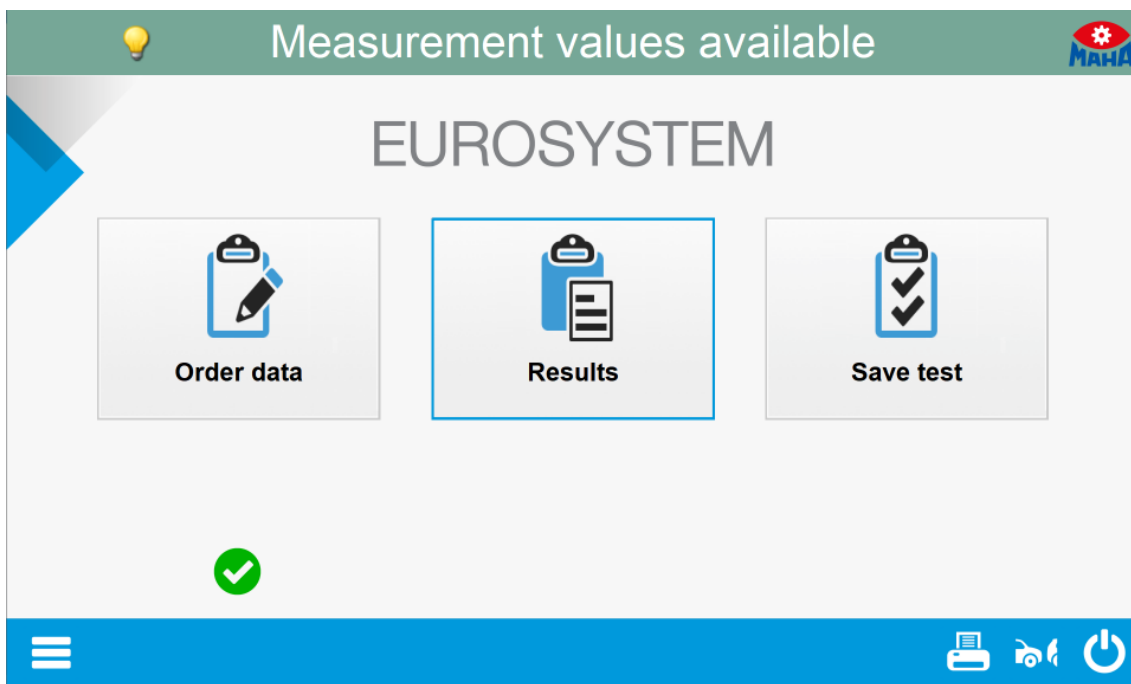 Measurement values available
MAHA
EUROSYSTEM
Order data
Results
Save test